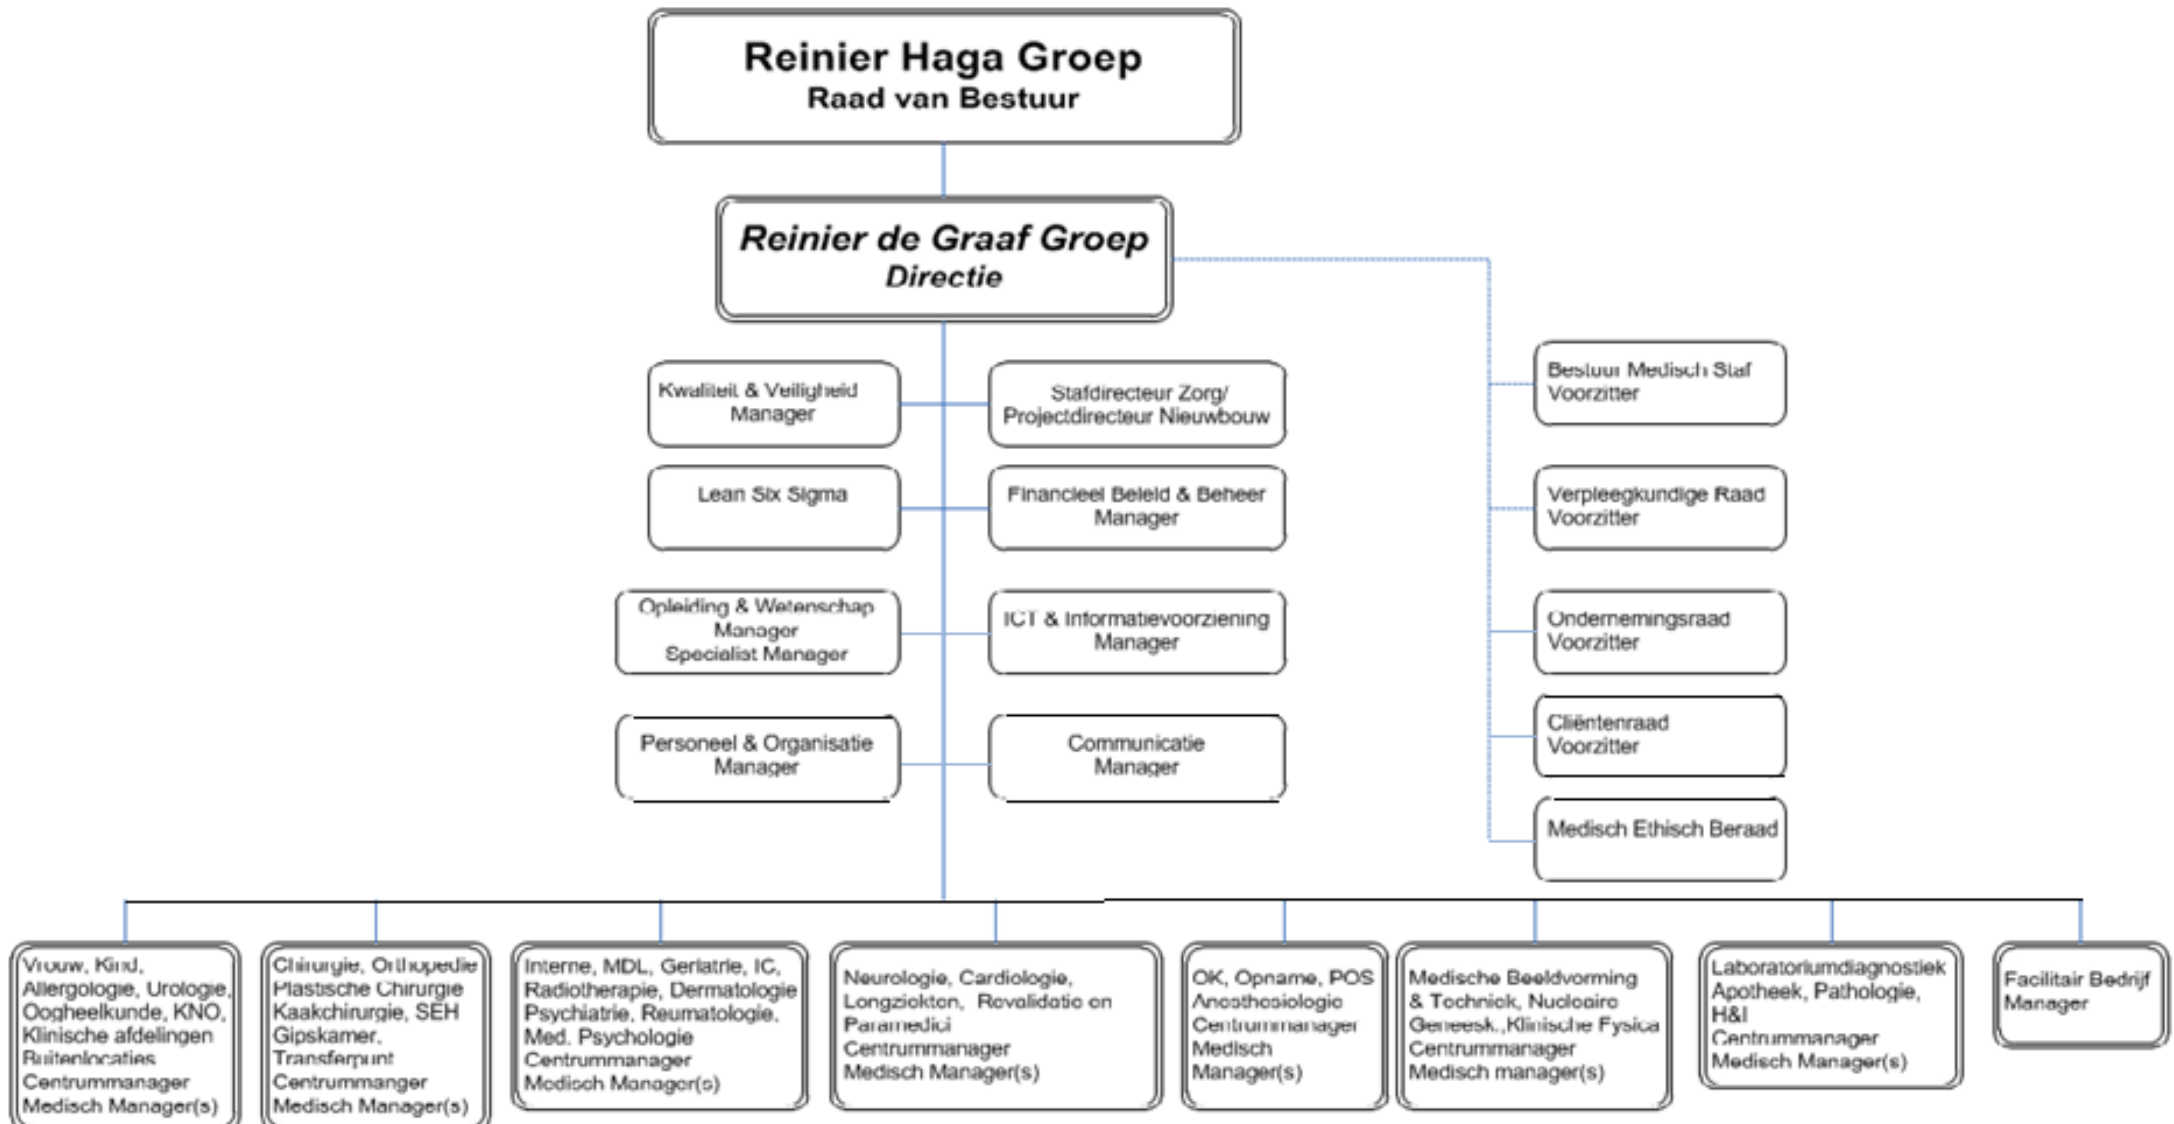 Reinier Haga Groep
Raad van Bestuur
Reinier de Graaf Groep
Directie
Kwaliteit & Veiligheid
Manager
Stafdirecteur Zorg/
Projectdirecteur Nieuwbouw
Bestuur Medisch Staf
Voorzitter
Lean Six Sigma
Financieel Beleid & Beheer
Manager
Verpleegkundige Raad
Voorzitter
Opleiding & Wetenschap
Manager
Specialist Manager
ICT & Informatievoorziening
Manager
Ondernemingsraad
Voorzitter
Personeel & Organisatie
Manager
Communicatie
Manager
Cliëntenraad
Voorzitter
Medisch Ethisch Beraad
Vrouw, Kind,
Allergologie, Urologie,
Oogheelkunde, KNO,
Klinische afdelingen
Buitenlocaties
Centrummanager
Medisch Manager(s)
Chirurgie, Orthopedie
Plastische Chirurgie
Kaakchirurgie, SEH
Gipskamer,
Transferpunt
Centrummanger
Medisch Manager(s)
Interne, MDL, Geriatrie, IC,
Radiotherapie, Dermatologie
Psychiatrie, Reumatologie,
Med. Psychologie
Centrummanager
Medisch Manager(s)
Neurologie, Cardiologie,
Longziekten, Revalidatie en
Paramedici
Centrummanager
Medisch Manager(s)
OK, Opname, POS
Anesthesiologie
Centrummanager
Medisch
Manager(s)
Medische Beeldvorming
& Techniek, Nucleaire
Geneesk.,Klinische Fysica
Centrummanager
Medisch manager(s)
Laboratoriumdiagnostiek
Apotheek, Pathologie,
H&I
Centrummanager
Medisch Manager(s)
Facilitair Bedrijf
Manager